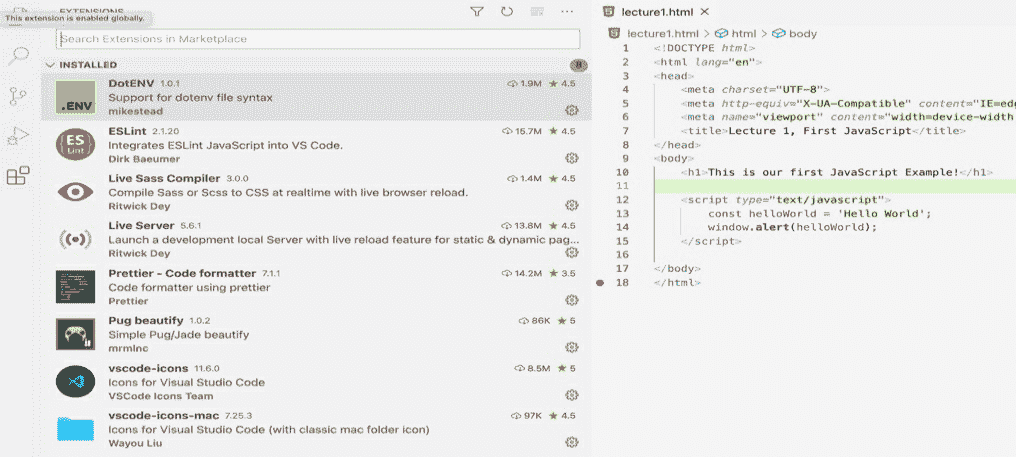 EXTENSIONS
This extension is enabled globally.
Search Extensions in Marketplace
INSTALLED
8
DotENV 1.0.1 1.9M ★ 4.5
Support for dotenv file syntax
mikestead
.ENV
ESLint 2.1.20 15.7M ★ 4.5
Integrates ESLint JavaScript into VS Code.
Dirk Baeumer
ES
Lint
Live Sass Compiler 3.0.0 1.4M ★ 4.5
Compile Sass or Scss to CSS at realtime with live browser reload.
Ritwick Dey
Live Server 5.6.1 13.8M ★ 4.5
Launch a development local Server with live reload feature for static & dynamic pag...
Ritwick Dey
Prettier - Code formatter 7.1.1 14.2M ★ 3.5
Code formatter using prettier
Prettier
Pug beautify 1.0.2 86K ★ 5
Simple Pug/Jade beautify
mrmlnc
vscode-icons 11.6.0 8.5M ★ 5
Icons for Visual Studio Code
VSCode Icons Team
vscode-icons-mac 7.25.3 97K ★ 4.5
Icons for Visual Studio Code (with classic mac folder icon)
Wayou Liu
lecture1.html
lecture1.html > html > body
1 <!DOCTYPE html>
2 <html lang="en">
3 <head>
4 <meta charset="UTF-8">
5 <meta http-equiv="X-UA-Compatible" content="IE=edg
6 <meta name="viewport" content="width=device-width
7 <title>Lecture 1, First JavaScript</title>
8 </head>
9 <body>
10 <h1>This is our first JavaScript Example!</h1>
11
12 <script type="text/javascript">
13 const helloWorld = 'Hello World';
14 window.alert(helloWorld);
15 </script>
16
17 </body>
18 </html>